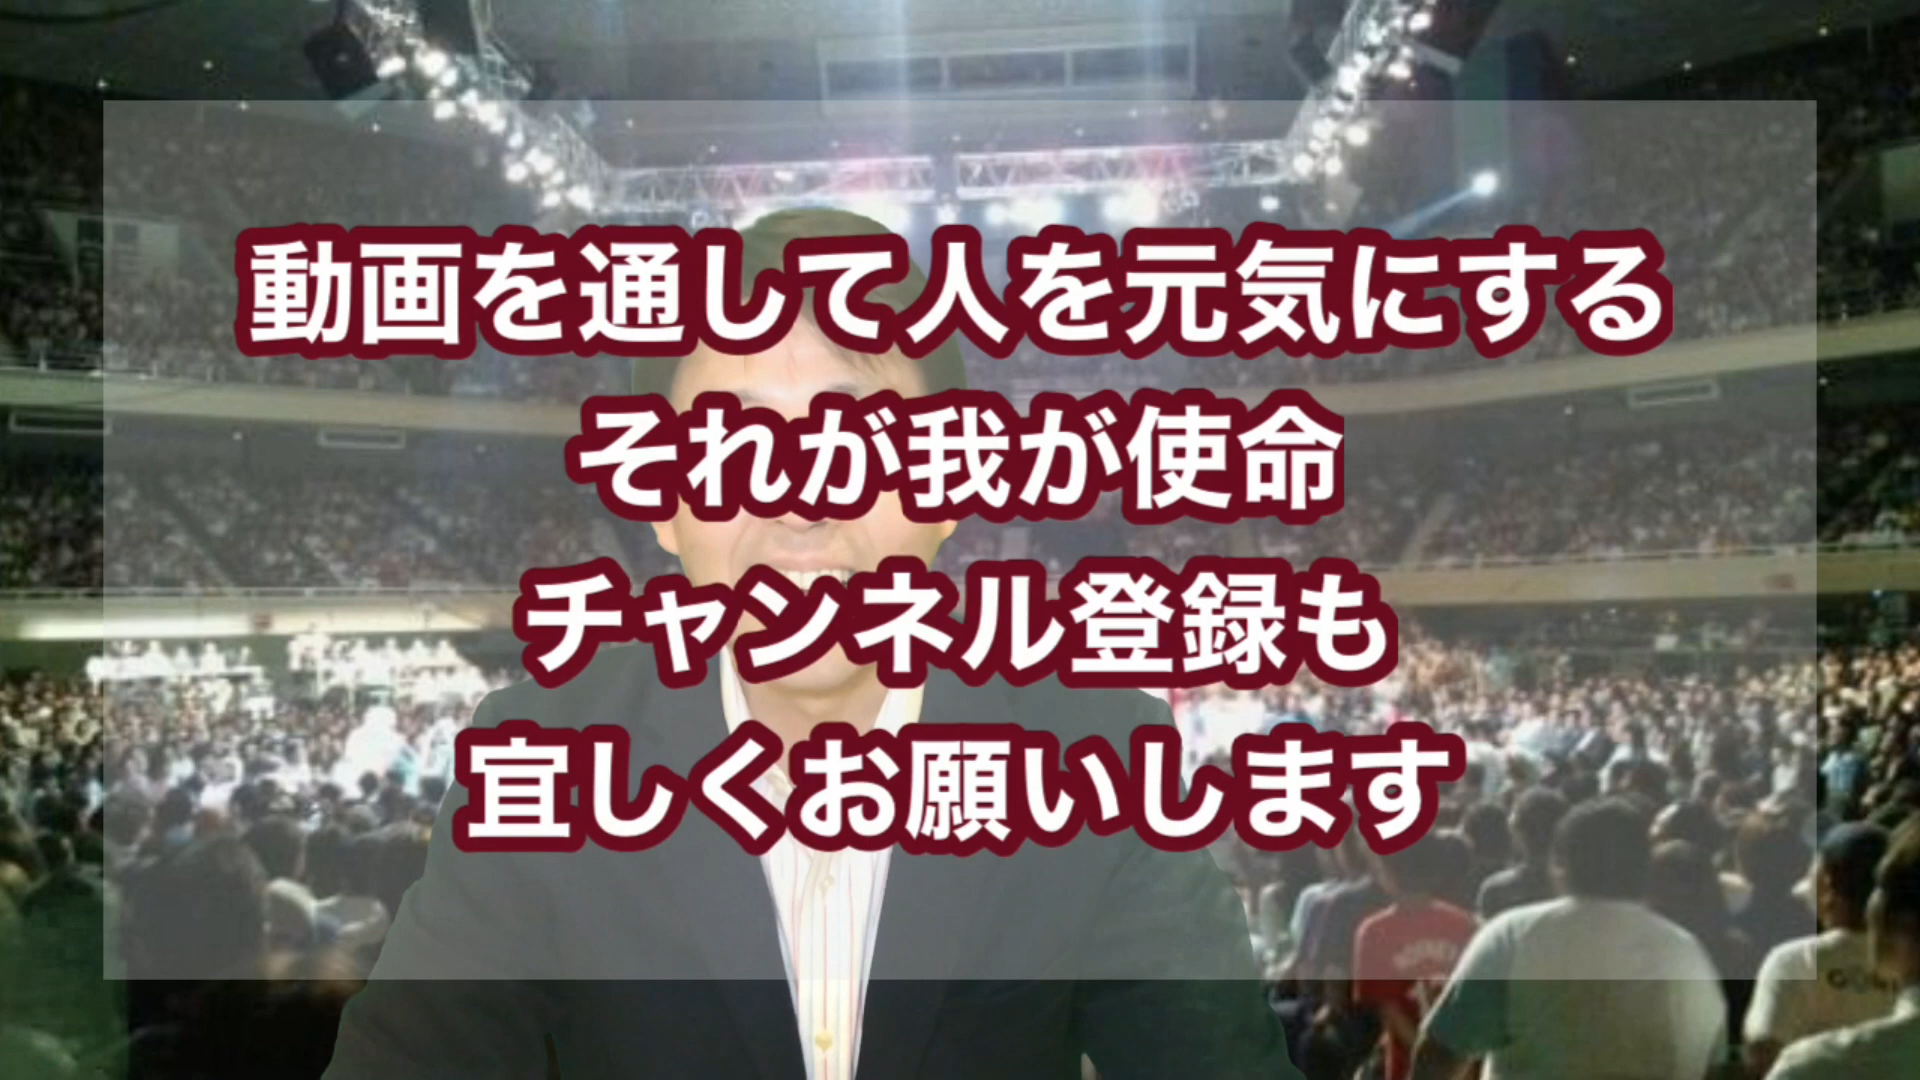 動画を通して人を元気にする
それが我が使命
チャンネル登録も
宜しくお願いします